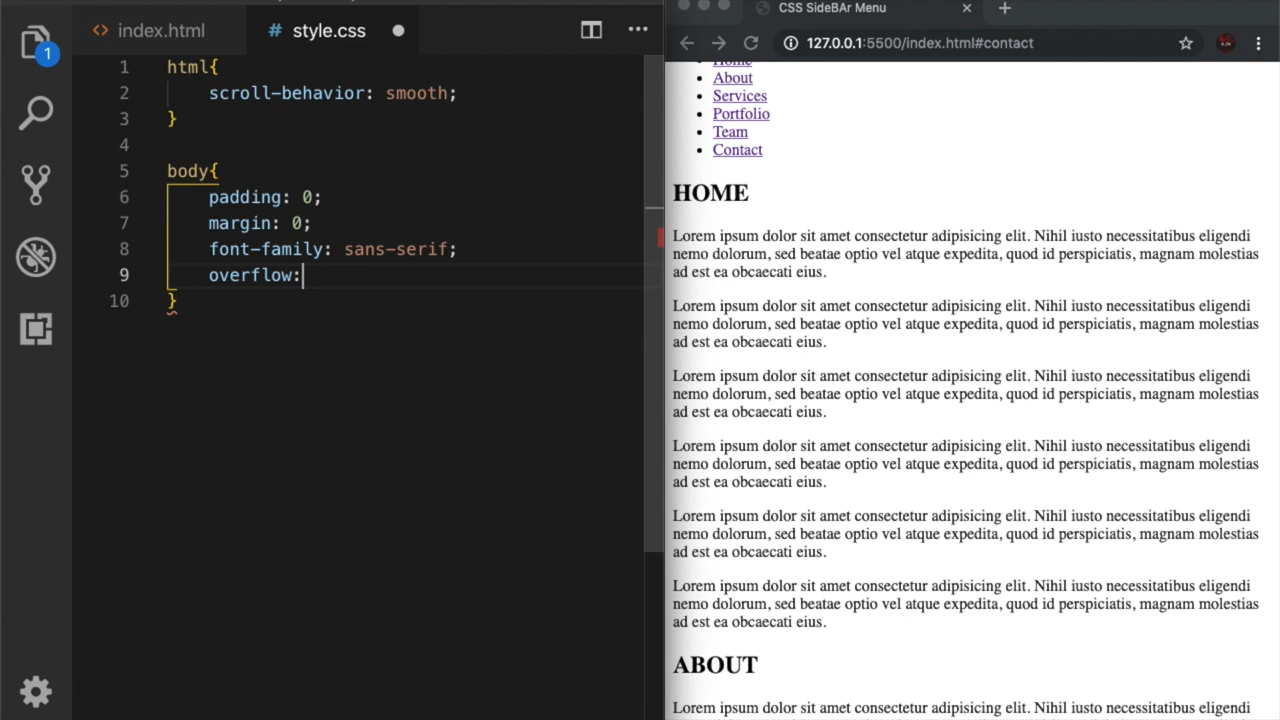 index.html
style.css
1
1 html{
2 scroll-behavior: smooth;
3 }
4
5 body{
6 padding: 0;
7 margin: 0;
8 font-family: sans-serif;
9 overflow:
10 }
CSS SideBAr Menu
127.0.0.1:5500/index.html#contact
Home
About
Services
Portfolio
Team
Contact
HOME
Lorem ipsum dolor sit amet consectetur adipisicing elit. Nihil iusto necessitatibus eligendi
nemo dolorum, sed beatae optio vel atque expedita, quod id perspiciatis, magnam molestias
ad est ea obcaecati eius.
Lorem ipsum dolor sit amet consectetur adipisicing elit. Nihil iusto necessitatibus eligendi
nemo dolorum, sed beatae optio vel atque expedita, quod id perspiciatis, magnam molestias
ad est ea obcaecati eius.
Lorem ipsum dolor sit amet consectetur adipisicing elit. Nihil iusto necessitatibus eligendi
nemo dolorum, sed beatae optio vel atque expedita, quod id perspiciatis, magnam molestias
ad est ea obcaecati eius.
Lorem ipsum dolor sit amet consectetur adipisicing elit. Nihil iusto necessitatibus eligendi
nemo dolorum, sed beatae optio vel atque expedita, quod id perspiciatis, magnam molestias
ad est ea obcaecati eius.
Lorem ipsum dolor sit amet consectetur adipisicing elit. Nihil iusto necessitatibus eligendi
nemo dolorum, sed beatae optio vel atque expedita, quod id perspiciatis, magnam molestias
ad est ea obcaecati eius.
Lorem ipsum dolor sit amet consectetur adipisicing elit. Nihil iusto necessitatibus eligendi
nemo dolorum, sed beatae optio vel atque expedita, quod id perspiciatis, magnam molestias
ad est ea obcaecati eius.
ABOUT
Lorem ipsum dolor sit amet consectetur adipisicing elit. Nihil iusto necessitatibus eligendi